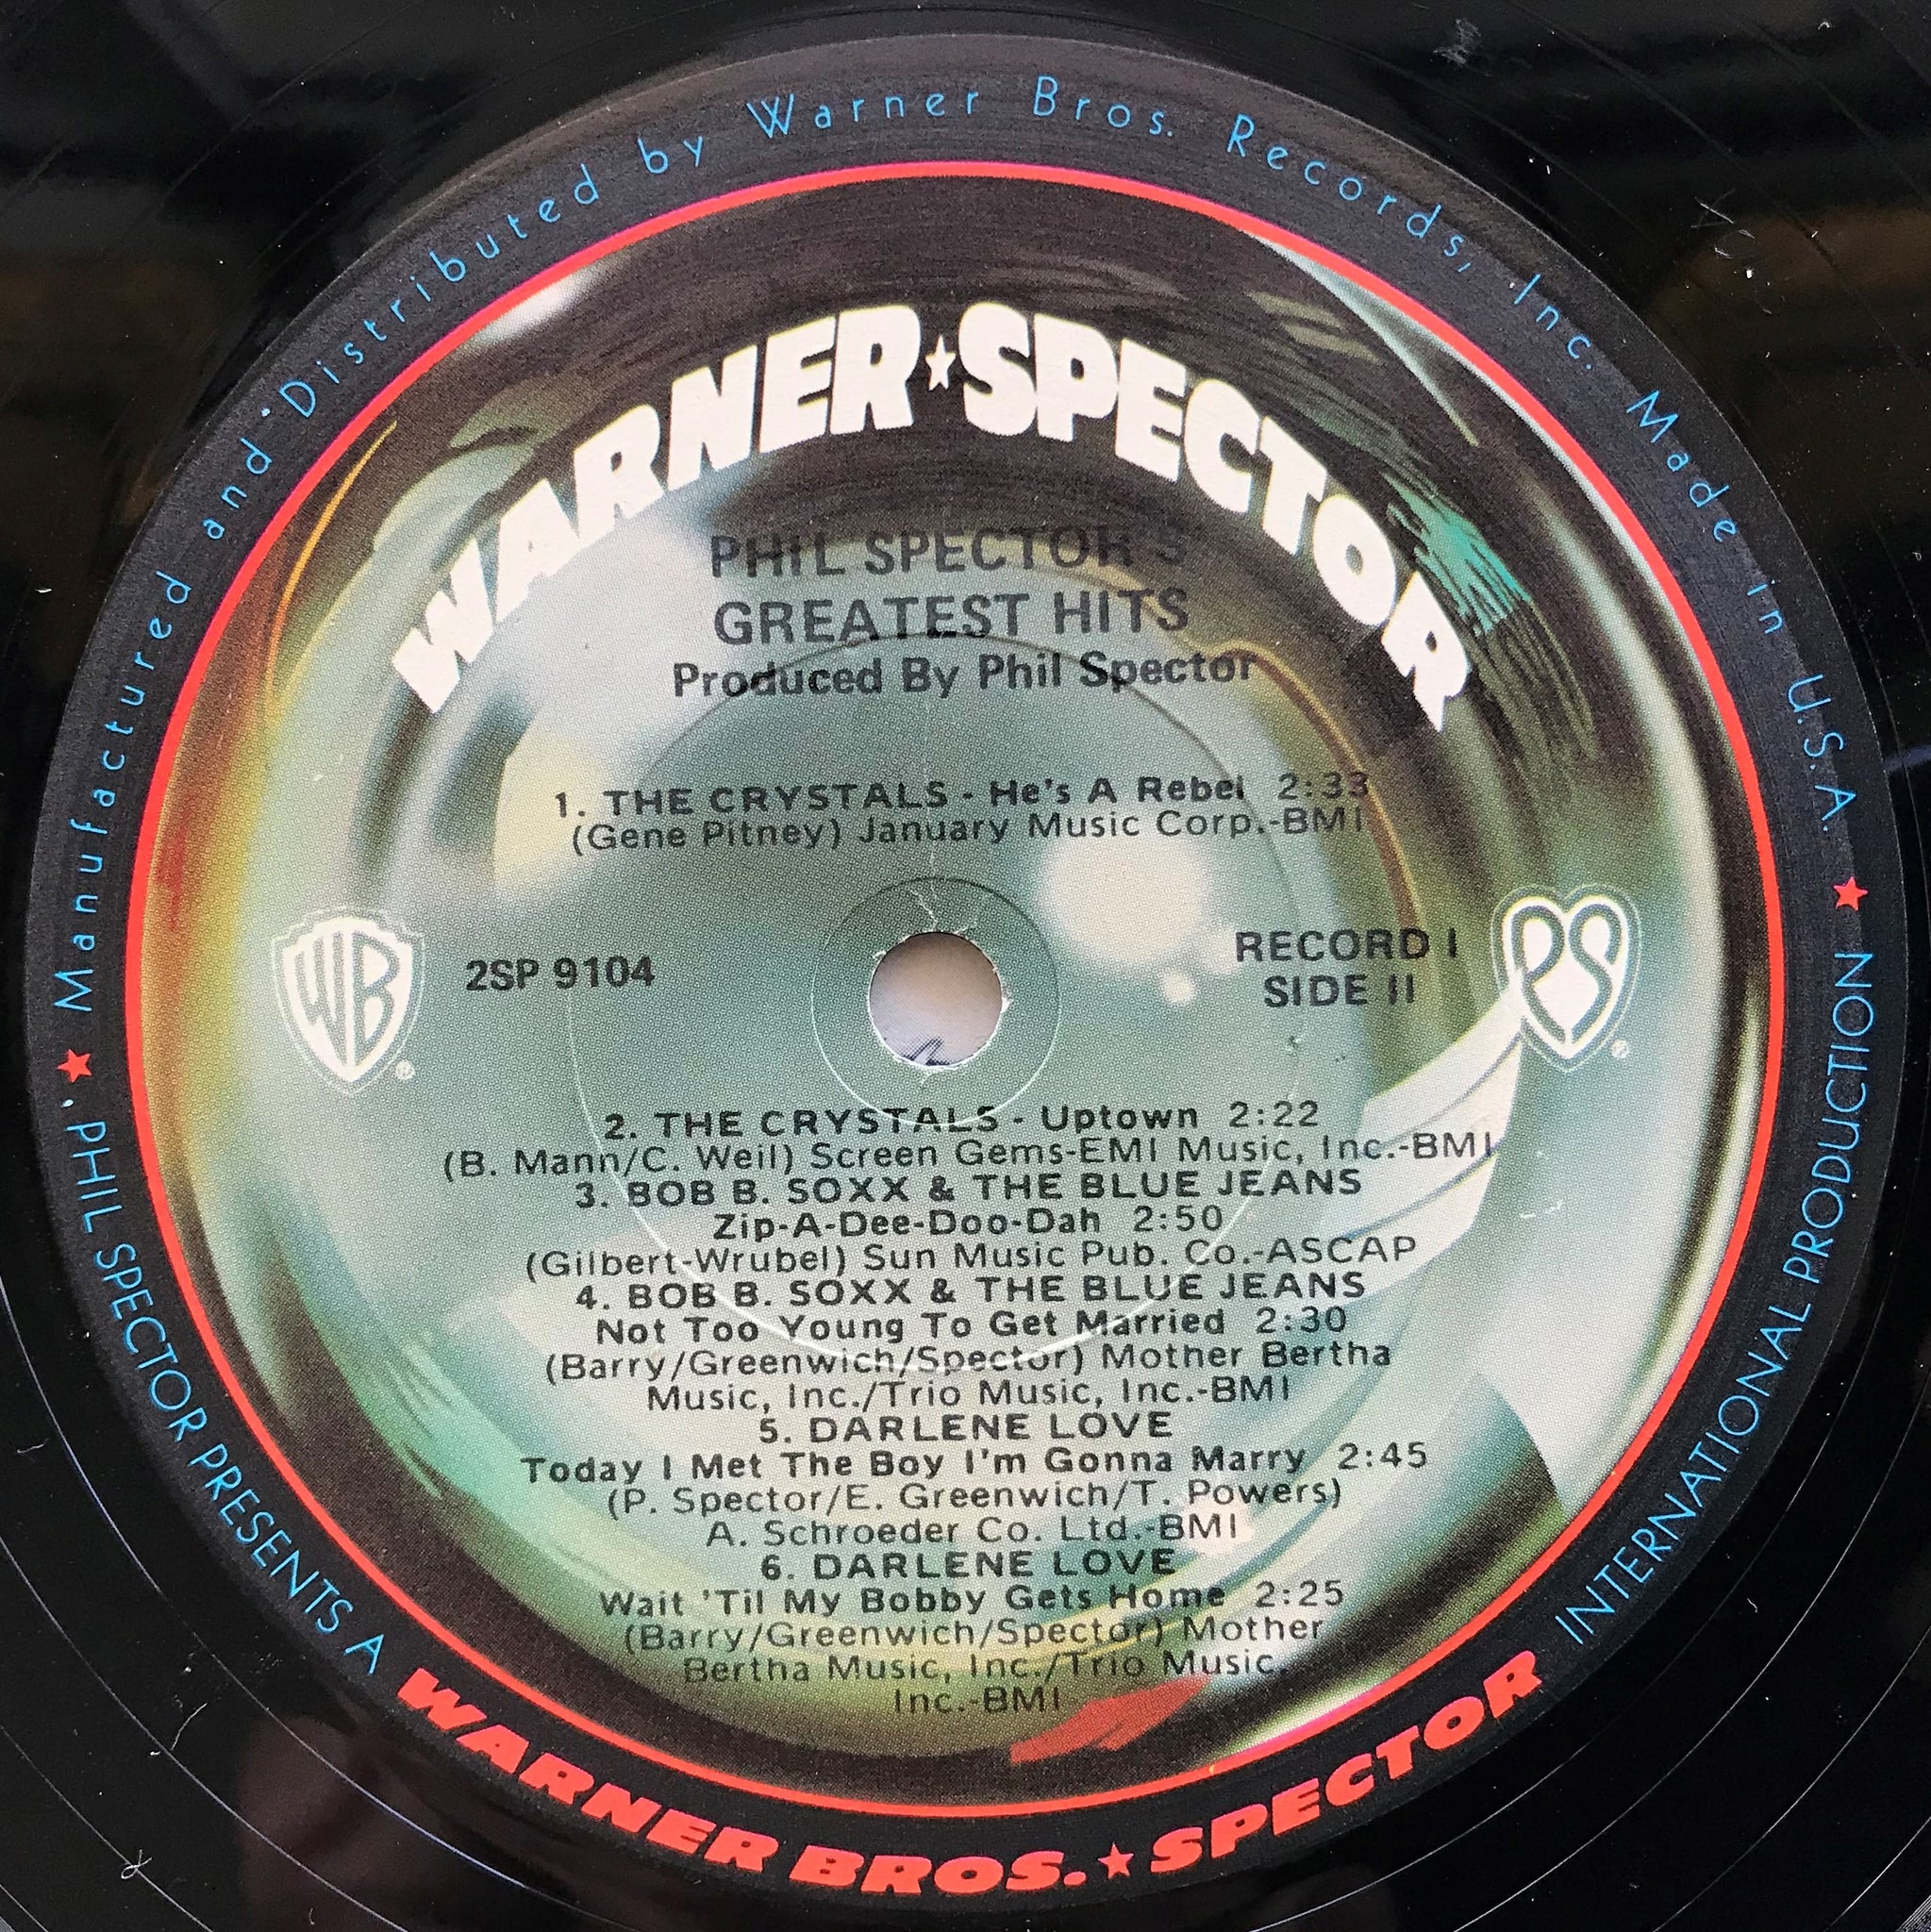 Manufactured and Distributed by Warner Bros. Records, Inc. Made in U.S.A.
WARNER★SPECTOR
PHIL SPECTOR'S
GREATEST HITS
Produced By Phil Spector
1. THE CRYSTALS - He's A Rebel 2:33
(Gene Pitney) January Music Corp.-BMI
WB
®
2SP 9104
RECORD I
SIDE II
PS
®
2. THE CRYSTALS - Uptown 2:22
(B. Mann/C. Weil) Screen Gems-EMI Music, Inc.-BMI
3. BOB B. SOXX & THE BLUE JEANS
Zip-A-Dee-Doo-Dah 2:50
(Gilbert-Wrubel) Sun Music Pub. Co.-ASCAP
4. BOB B. SOXX & THE BLUE JEANS
Not Too Young To Get Married 2:30
(Barry/Greenwich/Spector) Mother Bertha
Music, Inc./Trio Music, Inc.-BMI
5. DARLENE LOVE
Today I Met The Boy I'm Gonna Marry 2:45
(P. Spector/E. Greenwich/T. Powers)
A. Schroeder Co. Ltd.-BMI
6. DARLENE LOVE
Wait 'Til My Bobby Gets Home 2:25
(Barry/Greenwich/Spector) Mother
Bertha Music, Inc./Trio Music,
Inc.-BMI
★ PHIL SPECTOR PRESENTS A WARNER BROS.★SPECTOR INTERNATIONAL PRODUCTION ★